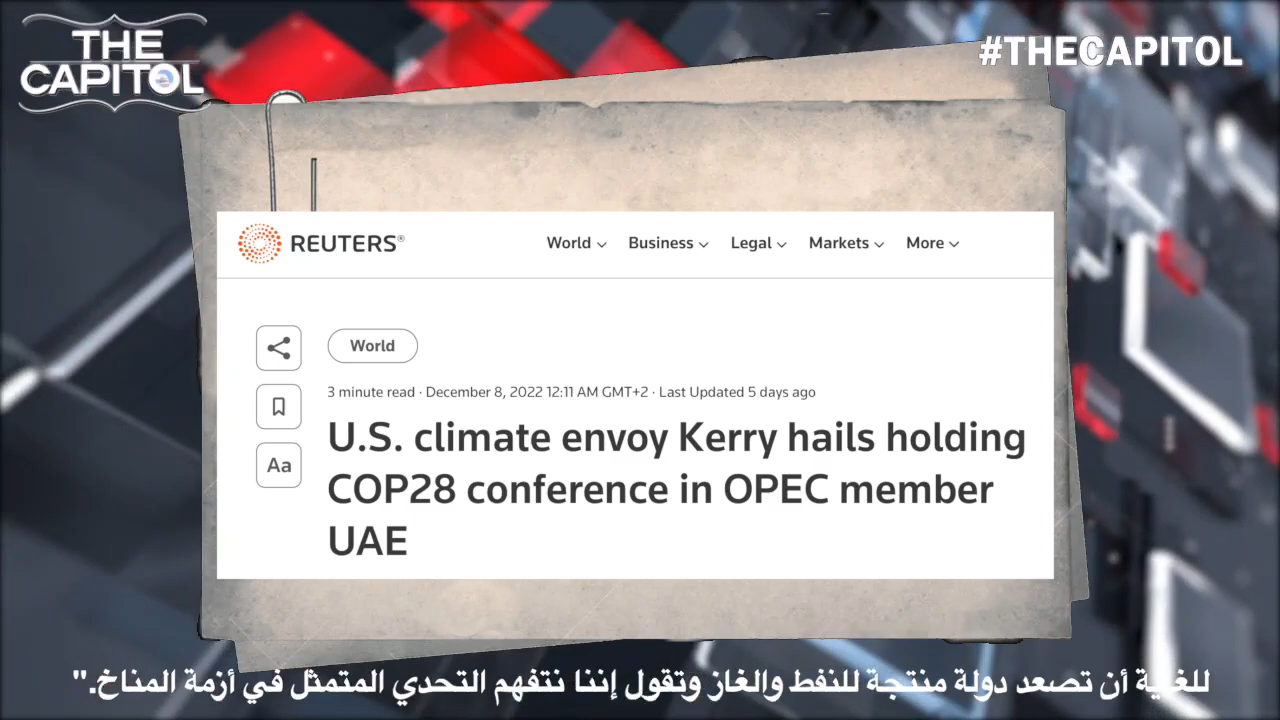 THE
CAPITOL
#THECAPITOL
REUTERS®
World Business Legal Markets More
World
3 minute read · December 8, 2022 12:11 AM GMT+2 · Last Updated 5 days ago
Aa
U.S. climate envoy Kerry hails holding
COP28 conference in OPEC member
UAE
للغاية أن تصعد دولة منتجة للنفط والغاز وتقول إننا نتفهم التحدي المتمثل في أزمة المناخ."